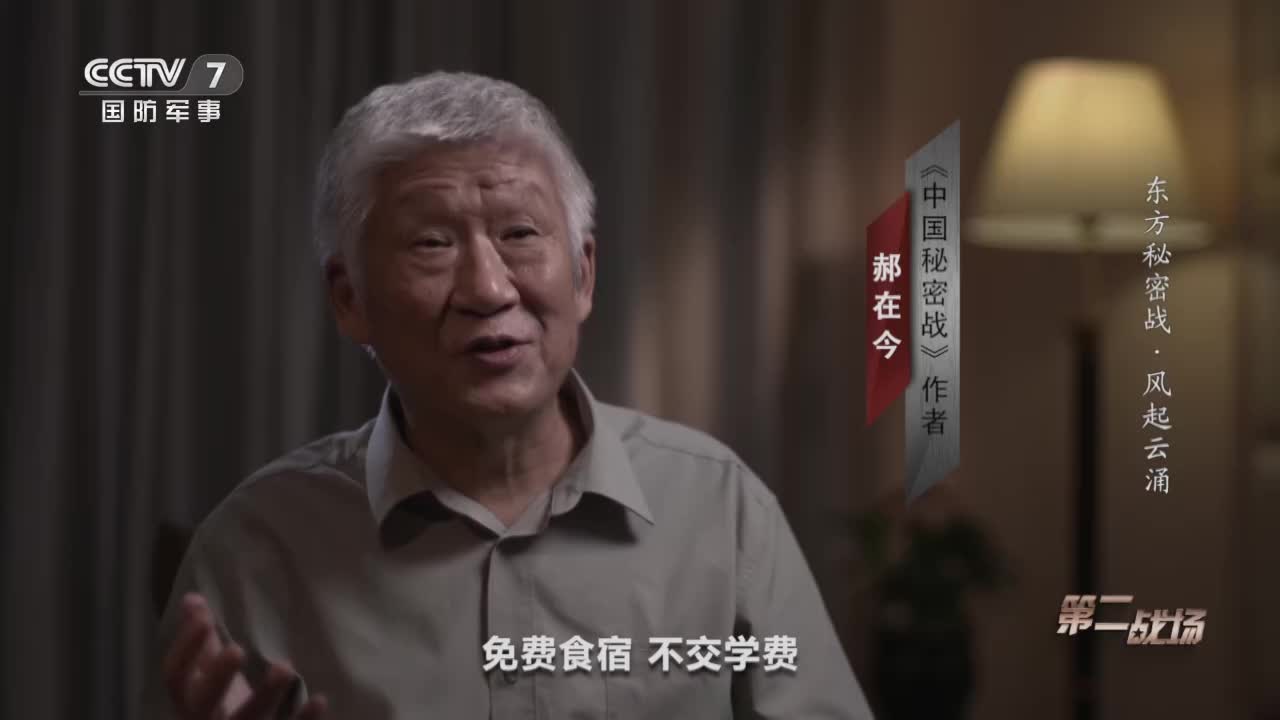 CCTV 7
国防军事
《中国秘密战》作者
郝在今
东方秘密战·风起云涌
第二战场
免费食宿 不交学费